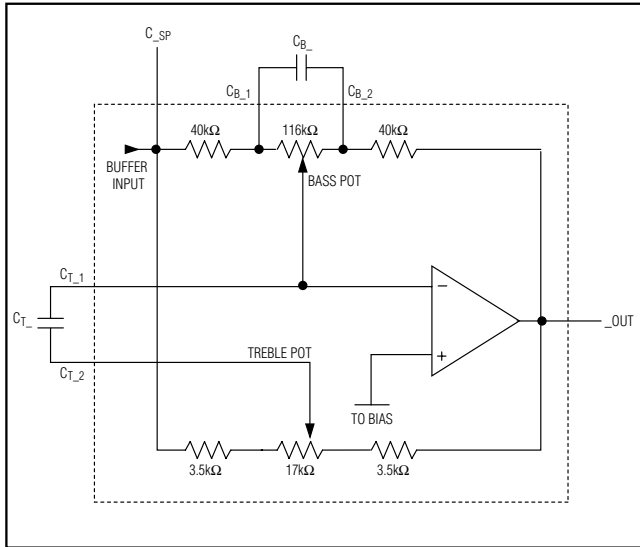 C_SP
C_B_
C_B_1
C_B_2
40kΩ
116kΩ
40kΩ
BUFFER
INPUT
BASS POT
C_T_1
C_T_
C_T_2
TREBLE POT
−
+
_OUT
TO BIAS
3.5kΩ
17kΩ
3.5kΩ